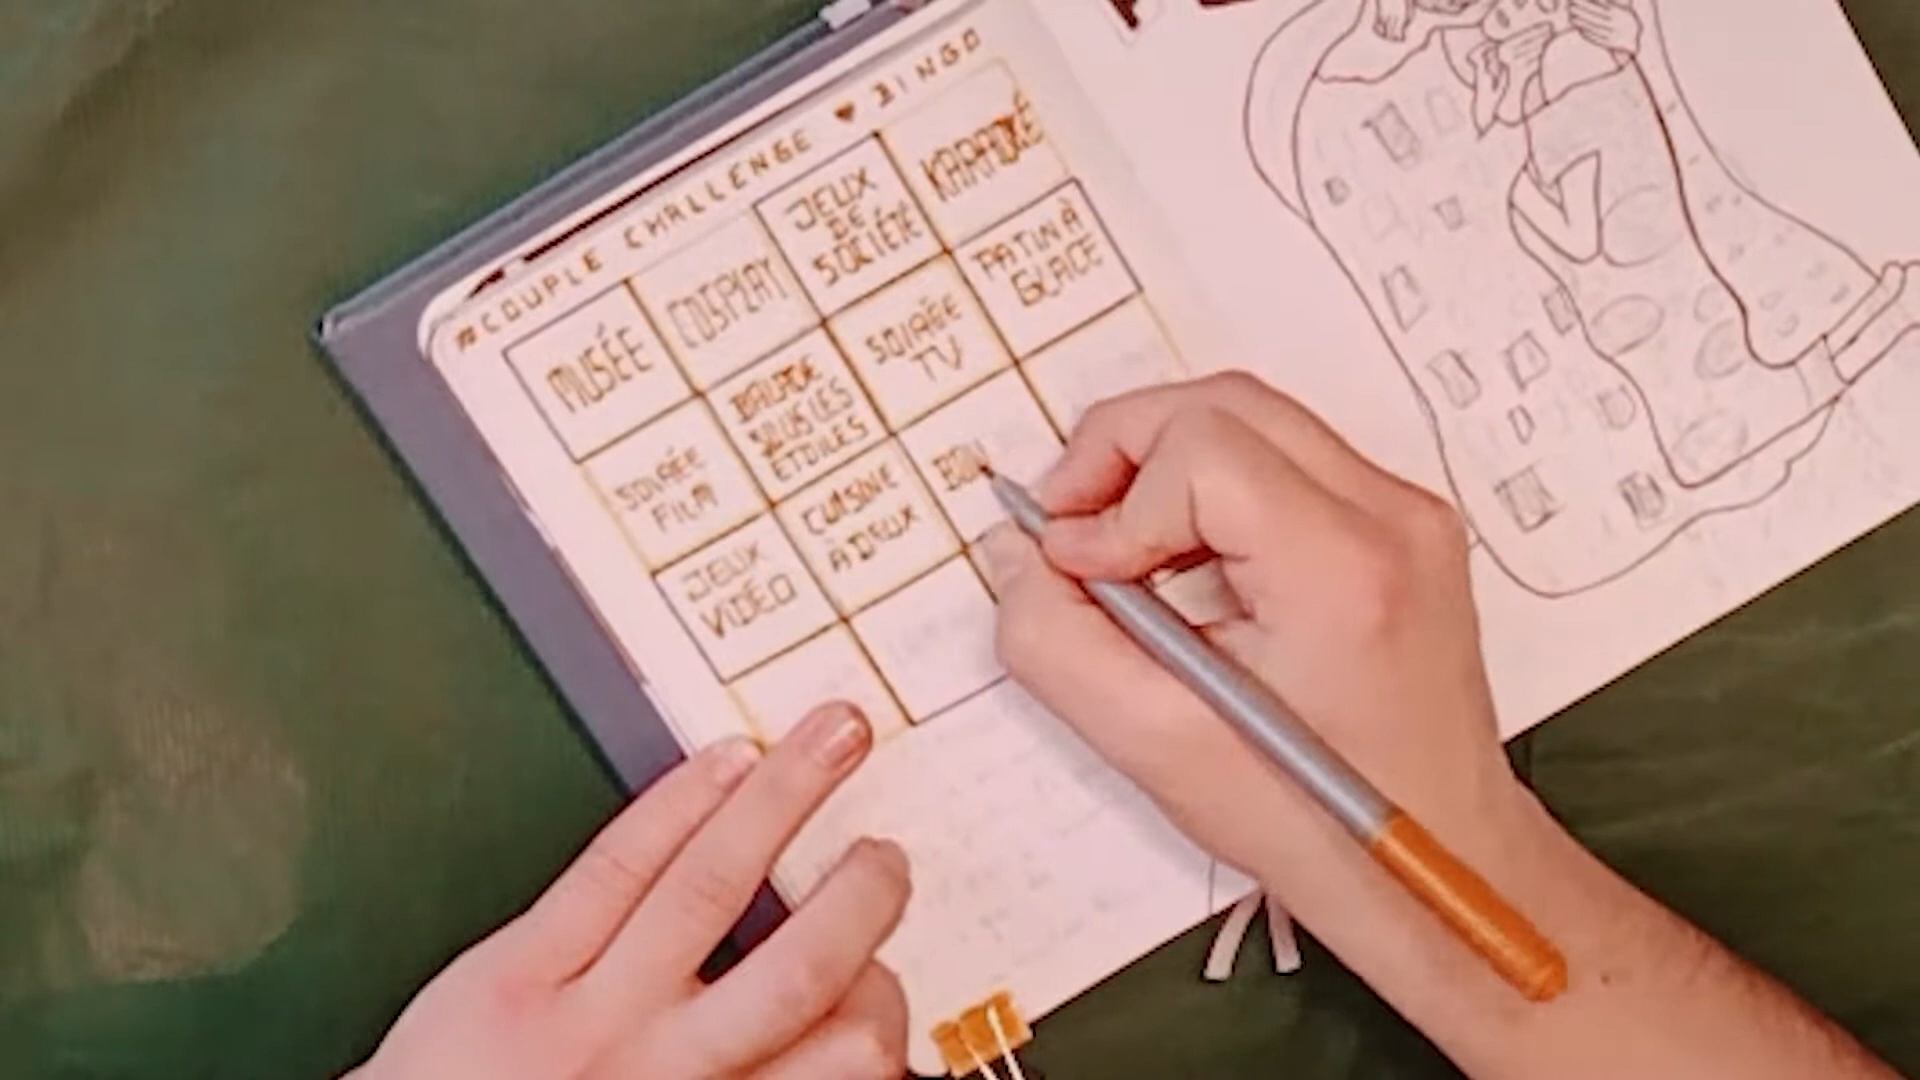 #COUPLE CHALLENGE ♥ BINGO
MUSÉE
COSPLAY
JEUX
DE
SOCIÉTÉ
KARAOKÉ
SOIRÉE
FILM
BALADE
SOUS LES
ÉTOILES
SOIRÉE
TV
PATIN À
GLACE
JEUX
VIDÉO
CUISINE
À DEUX
BOW